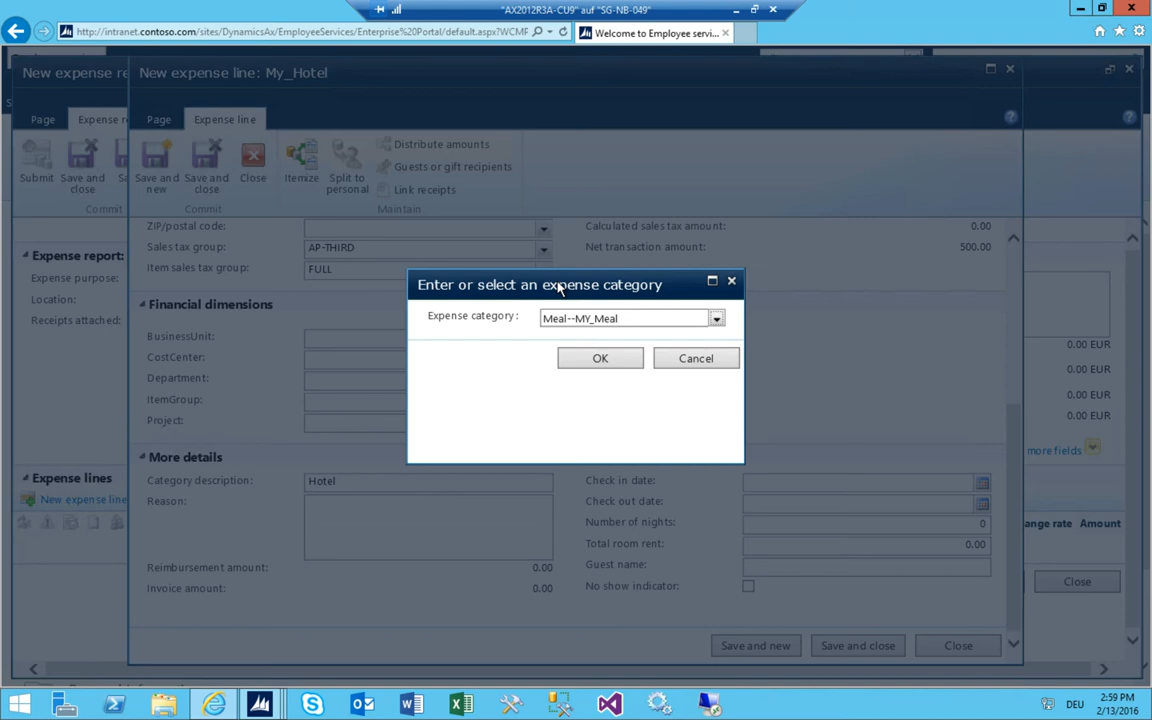 "AX2012R3A-CU9" auf "SG-NB-049"
http://intranet.contoso.com/sites/DynamicsAx/EmployeeServices/Enterprise%20Portal/default.aspx?WCMF
Welcome to Employee servi...
New expense re
New expense line: My_Hotel
Page
Expense r
Page
Expense line
Submit
Save and close
Sa
Save and new
Save and close
Close
Itemize
Split to personal
Distribute amounts
Guests or gift recipients
Link receipts
Commit
Commit
Maintain
ZIP/postal code:
Calculated sales tax amount:
0.00
Sales tax group:
AP-THIRD
Net transaction amount:
500.00
Item sales tax group:
FULL
Expense report:
Expense purpose:
Location:
Receipts attached:
Financial dimensions
BusinessUnit:
CostCenter:
Department:
ItemGroup:
Project:
Enter or select an expense category
Expense category:
Meal--MY_Meal
OK
Cancel
0.00 EUR
0.00 EUR
0.00 EUR
0.00 EUR
more fields
Expense lines
New expense line
More details
Category description:
Hotel
Reason:
Reimbursement amount:
0.00
Invoice amount:
0.00
Check in date:
Check out date:
Number of nights:
0
Total room rent:
0.00
Guest name:
No show indicator:
ange rate
Amount
Close
Save and new
Save and close
Close
DEU
2:59 PM
2/13/2016